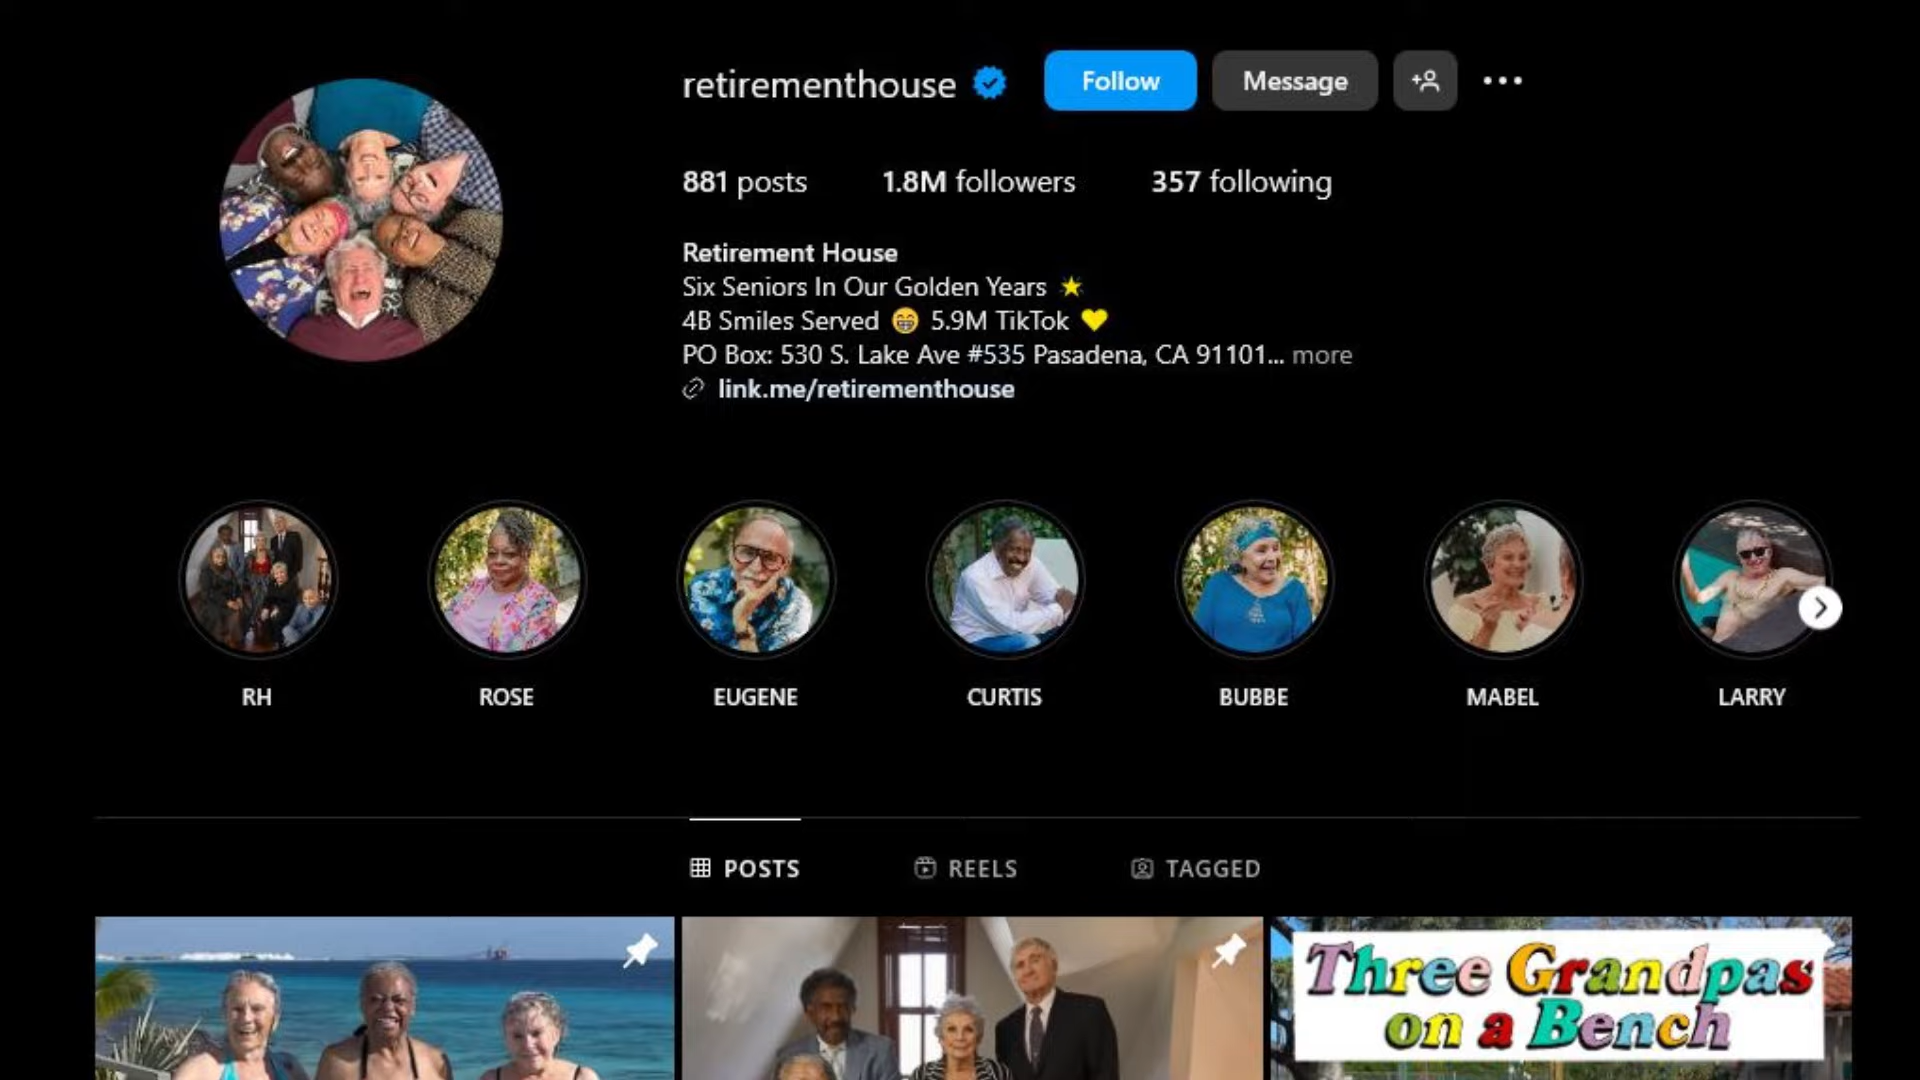 retirementhouse
Follow
Message
881 posts
1.8M followers
357 following
Retirement House
Six Seniors In Our Golden Years
4B Smiles Served 😁 5.9M TikTok 💛
PO Box: 530 S. Lake Ave #535 Pasadena, CA 91101... more
link.me/retirementhouse
RH
ROSE
EUGENE
CURTIS
BUBBE
MABEL
LARRY
POSTS
REELS
TAGGED
Three Grandpas
on a Bench